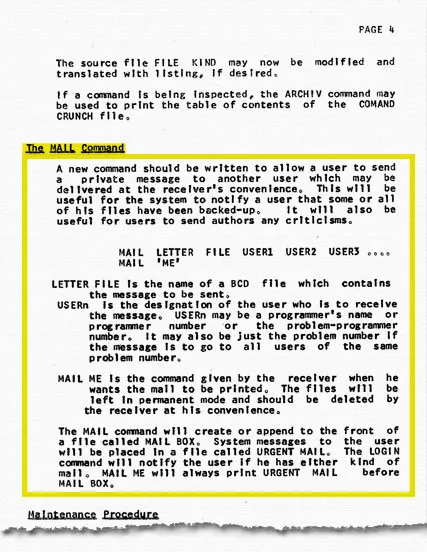 PAGE 4
The source file FILE KIND may now be modified and
translated with listing, if desired.
If a command is being inspected, the ARCHIV command may
be used to print the table of contents of the COMAND
CRUNCH file.
The MAIL Command
A new command should be written to allow a user to send
a private message to another user which may be
delivered at the receiver's convenience. This will be
useful for the system to notify a user that some or all
of his files have been backed-up. It will also be
useful for users to send authors any criticisms.
MAIL LETTER FILE USER1 USER2 USER3 ....
MAIL 'ME'
LETTER FILE is the name of a BCD file which contains
the message to be sent.
USERn is the designation of the user who is to receive
the message. USERn may be a programmer's name or
programmer number or the problem-programmer
number. It may also be just the problem number if
the message is to go to all users of the same
problem number.
MAIL ME is the command given by the receiver when he
wants the mail to be printed. The files will be
left in permanent mode and should be deleted by
the receiver at his convenience.
The MAIL command will create or append to the front of
a file called MAIL BOX. System messages to the user
will be placed in a file called URGENT MAIL. The LOGIN
command will notify the user if he has either kind of
mail. MAIL ME will always print URGENT MAIL before
MAIL BOX.
Maintenance Procedure